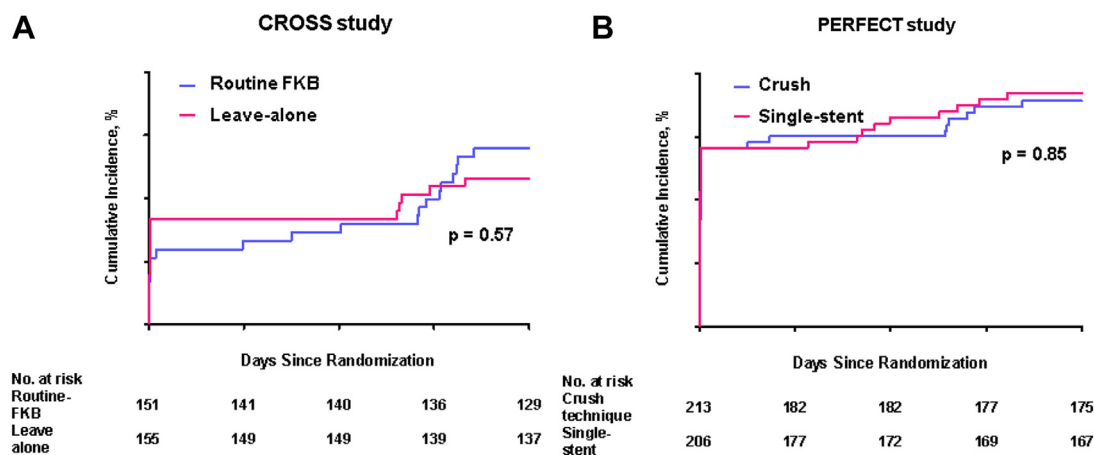 A
CROSS study
Routine FKB
Leave-alone
Cumulative Incidence, %
p = 0.57
Days Since Randomization
No. at risk
Routine-
FKB
151 141 140 136 129
Leave
alone
155 149 149 139 137
B
PERFECT study
Crush
Single-stent
Cumulative Incidence, %
p = 0.85
Days Since Randomization
No. at risk
Crush
technique
213 182 182 177 175
Single-
stent
206 177 172 169 167